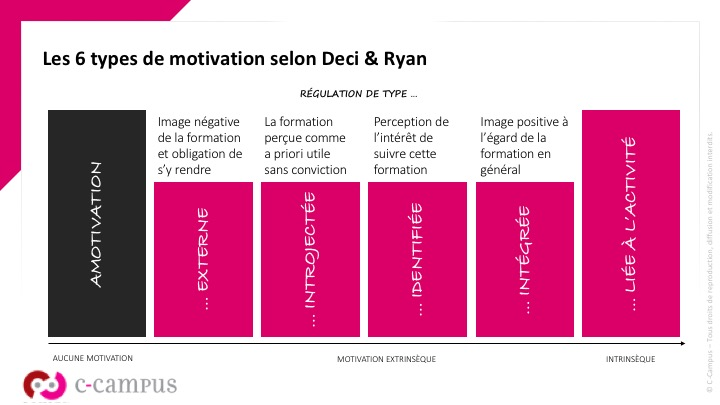 Les 6 types de motivation selon Deci & Ryan
RÉGULATION DE TYPE ...
AMOTIVATION
Image négative
de la formation
et obligation de
s’y rendre
... EXTERNE
La formation
perçue comme
a priori utile
sans conviction
... INTROJECTÉE
Perception de
l’intérêt de
suivre cette
formation
... IDENTIFIÉE
Image positive à
l’égard de la
formation en
général
... INTÉGRÉE
... LIÉE À L’ACTIVITÉ
AUCUNE MOTIVATION
MOTIVATION EXTRINSÈQUE
INTRINSÈQUE
c-campus
© C-Campus – Tous droits de reproduction, diffusion et modification interdits.